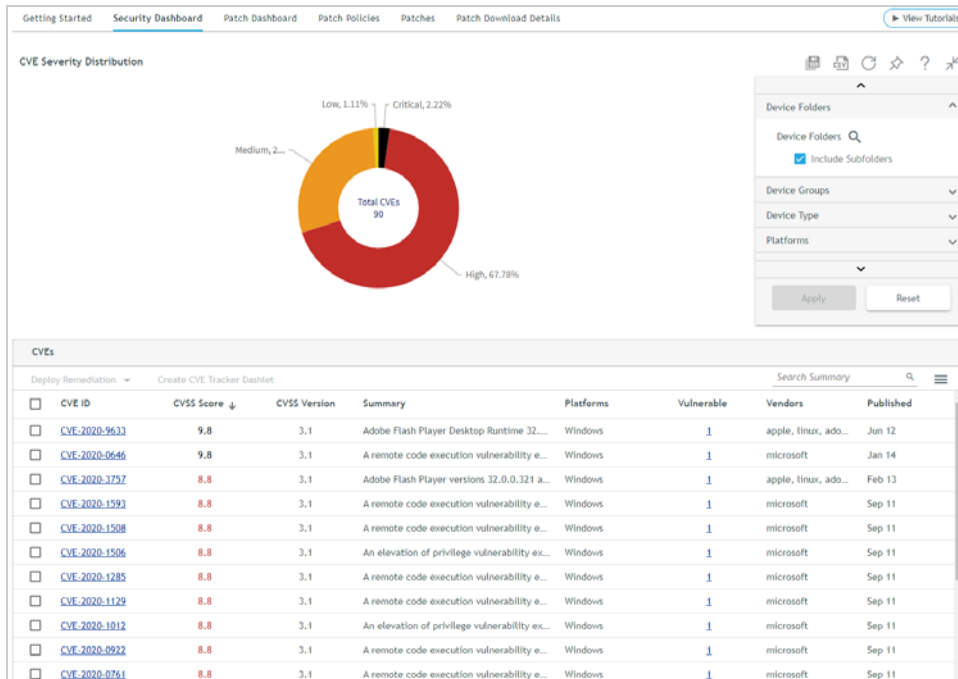 Getting Started Security Dashboard Patch Dashboard Patch Policies Patches Patch Download Details View Tutorials
CVE Severity Distribution
CSV ?
Low, 1.11% Critical, 2.22%
Medium, 2...
Total CVEs
90
High, 67.78%
Device Folders
Device Folders
Include Subfolders
Device Groups
Device Type
Platforms
Apply Reset
CVEs
Deploy Remediation Create CVE Tracker Dashlet Search Summary
CVE ID CVSS Score ↓ CVSS Version Summary Platforms Vulnerable Vendors Published
CVE-2020-9633 9.8 3.1 Adobe Flash Player Desktop Runtime 32.... Windows 1 apple, linux, ado... Jun 12
CVE-2020-0646 9.8 3.1 A remote code execution vulnerability e... Windows 1 microsoft Jan 14
CVE-2020-3757 8.8 3.1 Adobe Flash Player versions 32.0.0.321 a... Windows 1 apple, linux, ado... Feb 13
CVE-2020-1593 8.8 3.1 A remote code execution vulnerability e... Windows 1 microsoft Sep 11
CVE-2020-1508 8.8 3.1 A remote code execution vulnerability e... Windows 1 microsoft Sep 11
CVE-2020-1506 8.8 3.1 An elevation of privilege vulnerability ex... Windows 1 microsoft Sep 11
CVE-2020-1285 8.8 3.1 A remote code execution vulnerability e... Windows 1 microsoft Sep 11
CVE-2020-1129 8.8 3.1 A remote code execution vulnerability e... Windows 1 microsoft Sep 11
CVE-2020-1012 8.8 3.1 An elevation of privilege vulnerability ex... Windows 1 microsoft Sep 11
CVE-2020-0922 8.8 3.1 A remote code execution vulnerability e... Windows 1 microsoft Sep 11
CVE-2020-0761 8.8 3.1 A remote code execution vulnerability e... Windows 1 microsoft Sep 11